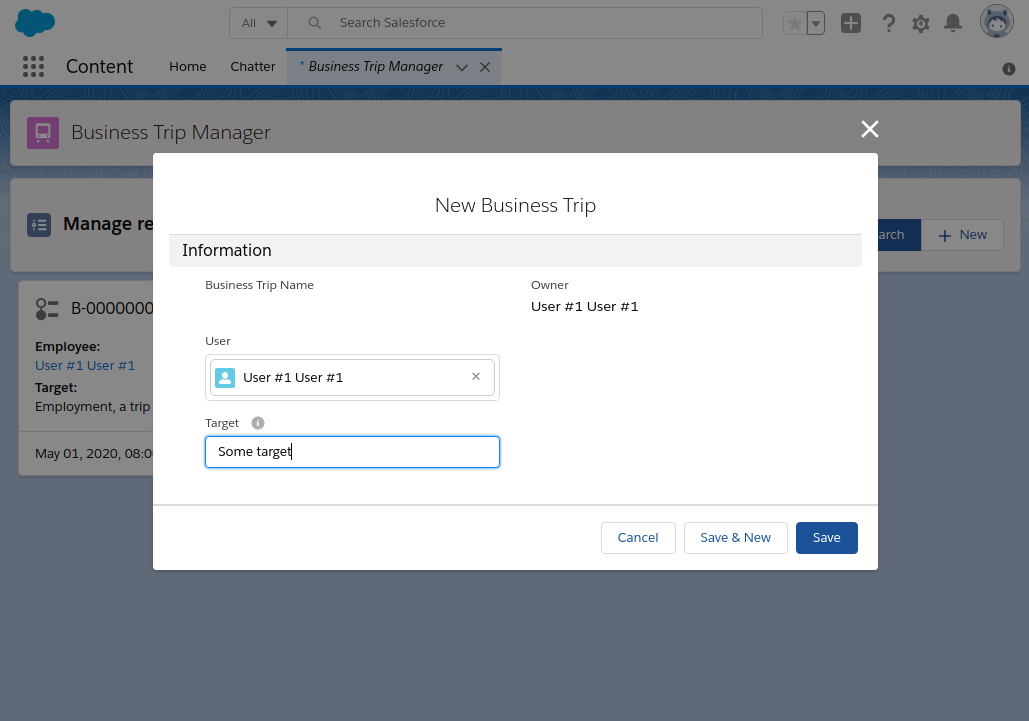 All
Search Salesforce
Content
Home
Chatter
* Business Trip Manager
Business Trip Manager
Manage re
arch
New
B-0000000
Employee:
User #1 User #1
Target:
Employment, a trip
May 01, 2020, 08:0
New Business Trip
Information
Business Trip Name
Owner
User #1 User #1
User
User #1 User #1
Target
Some target
Cancel
Save & New
Save